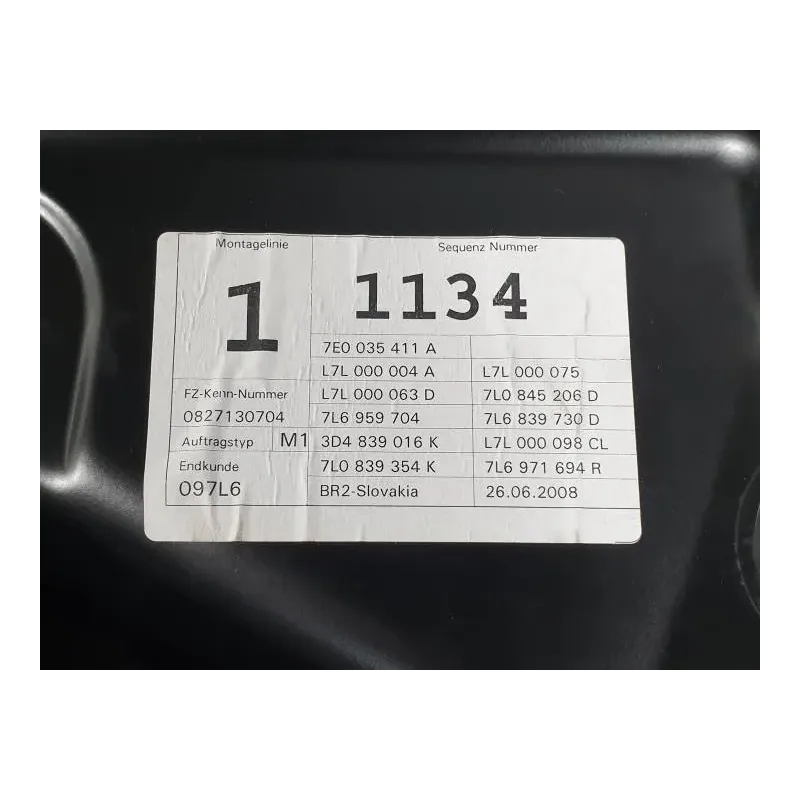 Montagelinie Sequenz Nummer
1 1134
7E0 035 411 A
L7L 000 004 A L7L 000 075
FZ-Kenn-Nummer L7L 000 063 D 7L0 845 206 D
0827130704 7L6 959 704 7L6 839 730 D
Auftragstyp M1 3D4 839 016 K L7L 000 098 CL
Endkunde 7L0 839 354 K 7L6 971 694 R
097L6 BR2-Slovakia 26.06.2008